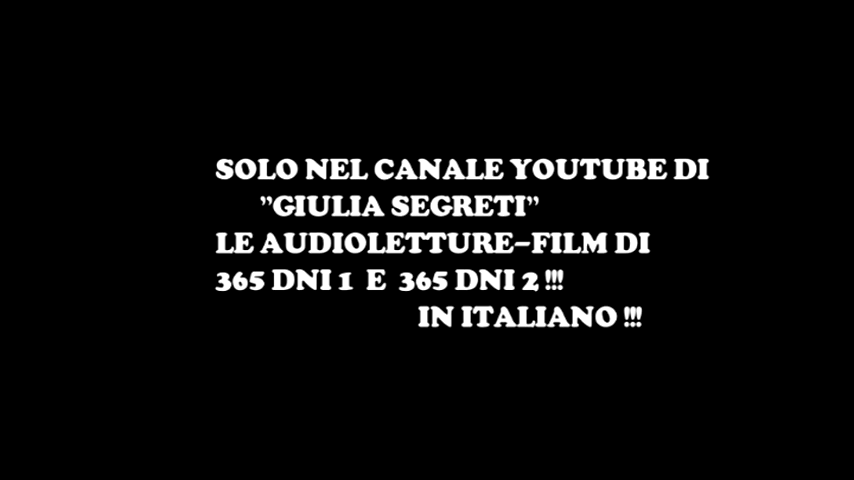 SOLO NEL CANALE YOUTUBE DI
”GIULIA SEGRETI”
LE AUDIOLETTURE–FILM DI
365 DNI 1 E 365 DNI 2 !!!
IN ITALIANO !!!